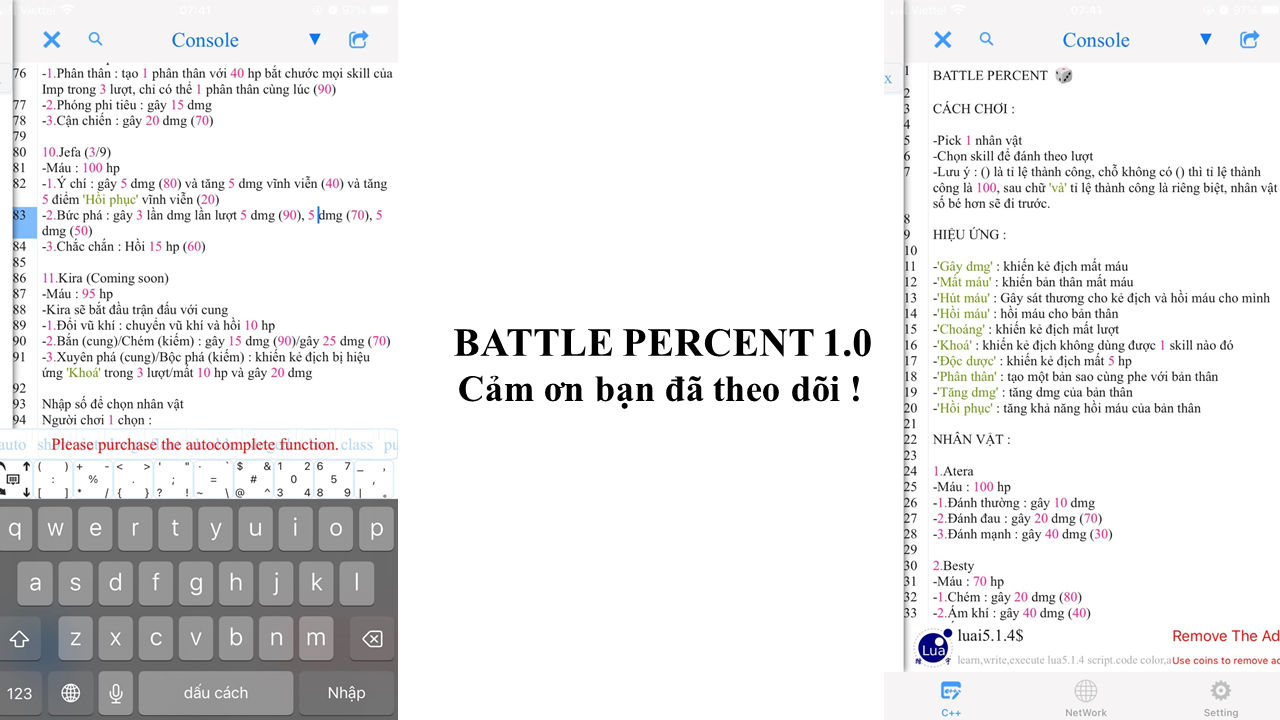 Viettel 07:41 97%
Console
76 -1.Phân thân : tạo 1 phân thân với 40 hp bắt chước mọi skill của
Imp trong 3 lượt, chỉ có thể 1 phân thân cùng lúc (90)
77 -2.Phóng phi tiêu : gây 15 dmg
78 -3.Cận chiến : gây 20 dmg (70)
79
80 10.Jefa (3/9)
81 -Máu : 100 hp
82 -1.Ý chí : gây 5 dmg (80) và tăng 5 dmg vĩnh viễn (40) và tăng
5 điểm 'Hồi phục' vĩnh viễn (20)
83 -2.Bức phá : gây 3 lần dmg lần lượt 5 dmg (90), 5 dmg (70), 5
dmg (50)
84 -3.Chắc chắn : Hồi 15 hp (60)
85
86 11.Kira (Coming soon)
87 -Máu : 95 hp
88 -Kira sẽ bắt đầu trận đấu với cung
89 -1.Đổi vũ khí : chuyển vũ khí và hồi 10 hp
90 -2.Bắn (cung)/Chém (kiếm) : gây 15 dmg (90)/gây 25 dmg (70)
91 -3.Xuyên phá (cung)/Bộc phá (kiếm) : khiến kẻ địch bị hiệu
ứng 'Khoá' trong 3 lượt/mất 10 hp và gây 20 dmg
92
93 Nhập số để chọn nhân vật
94 Người chơi 1 chọn :
auto
Please purchase the autocomplete function.
class pu
( ) + - < > ' " . ` $ & 1 2 6 7 _ ,
: % . ; - # 0 5 ,
[ ] * / { } ? ! ~ \ @ ^ 3 4 8 9 | 。
q w e r t y u i o p
a s d f g h j k l
z x c v b n m
123 dấu cách Nhập
BATTLE PERCENT 1.0
Cảm ơn bạn đã theo dõi !
Viettel 07:41 97%
Console
x
1 BATTLE PERCENT 🎲
2
3 CÁCH CHƠI :
4
5 -Pick 1 nhân vật
6 -Chọn skill để đánh theo lượt
7 -Lưu ý : () là tỉ lệ thành công, chỗ không có () thì tỉ lệ thành
công là 100, sau chữ 'và' tỉ lệ thành công là riêng biệt, nhân vật
số bé hơn sẽ đi trước.
8
9 HIỆU ỨNG :
10
11 -'Gây dmg' : khiến kẻ địch mất máu
12 -'Mất máu' : khiến bản thân mất máu
13 -'Hút máu' : Gây sát thương cho kẻ địch và hồi máu cho mình
14 -'Hồi máu' : hồi máu cho bản thân
15 -'Choáng' : khiến kẻ địch mất lượt
16 -'Khoá' : khiến kẻ địch không dùng được 1 skill nào đó
17 -'Độc dược' : khiến kẻ địch mất 5 hp
18 -'Phân thân' : tạo một bản sao cùng phe với bản thân
19 -'Tăng dmg' : tăng dmg của bản thân
20 -'Hồi phục' : tăng khả năng hồi máu của bản thân
21
22 NHÂN VẬT :
23
24 1.Atera
25 -Máu : 100 hp
26 -1.Đánh thường : gây 10 dmg
27 -2.Đánh đau : gây 20 dmg (70)
28 -3.Đánh mạnh : gây 40 dmg (30)
29
30 2.Besty
31 -Máu : 70 hp
32 -1.Chém : gây 20 dmg (80)
33 -2.Ám khí : gây 40 dmg (40)
Lua
luai5.1.4$
Remove The Ad
learn,write,execute lua5.1.4 script.code color,a
Use coins to remove ad
C++ NetWork Setting